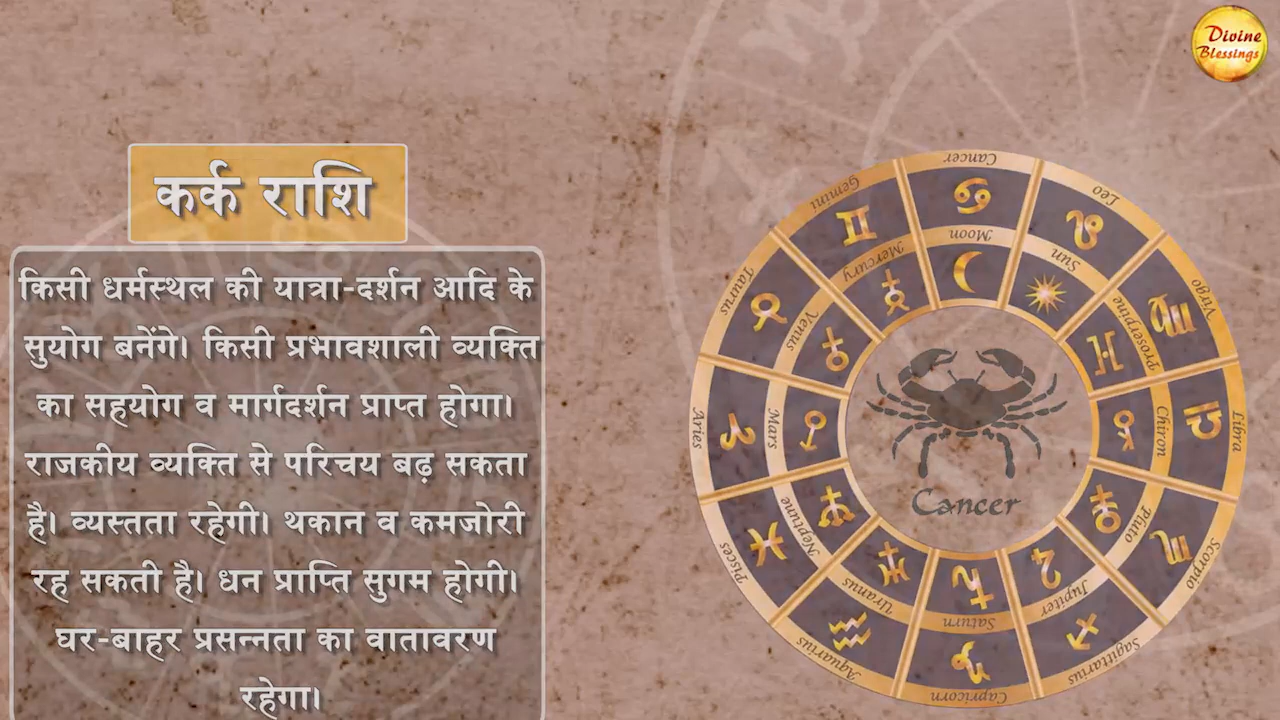 Divine
Blessings
कर्क राशि
किसी धर्मस्थल की यात्रा-दर्शन आदि के
सुयोग बनेंगे। किसी प्रभावशाली व्यक्ति
का सहयोग व मार्गदर्शन प्राप्त होगा।
राजकीय व्यक्ति से परिचय बढ़ सकता
है। व्यस्तता रहेगी। थकान व कमजोरी
रह सकती है। धन प्राप्ति सुगम होगी।
घर-बाहर प्रसन्नता का वातावरण
रहेगा।
Cancer
Leo
Virgo
Libra
Scorpio
Sagittarius
Capricorn
Aquarius
Pisces
Aries
Taurus
Gemini
Moon
Sun
Proserpine
Chiron
Pluto
Jupiter
Saturn
Uranus
Neptune
Mars
Venus
Mercury
Cancer